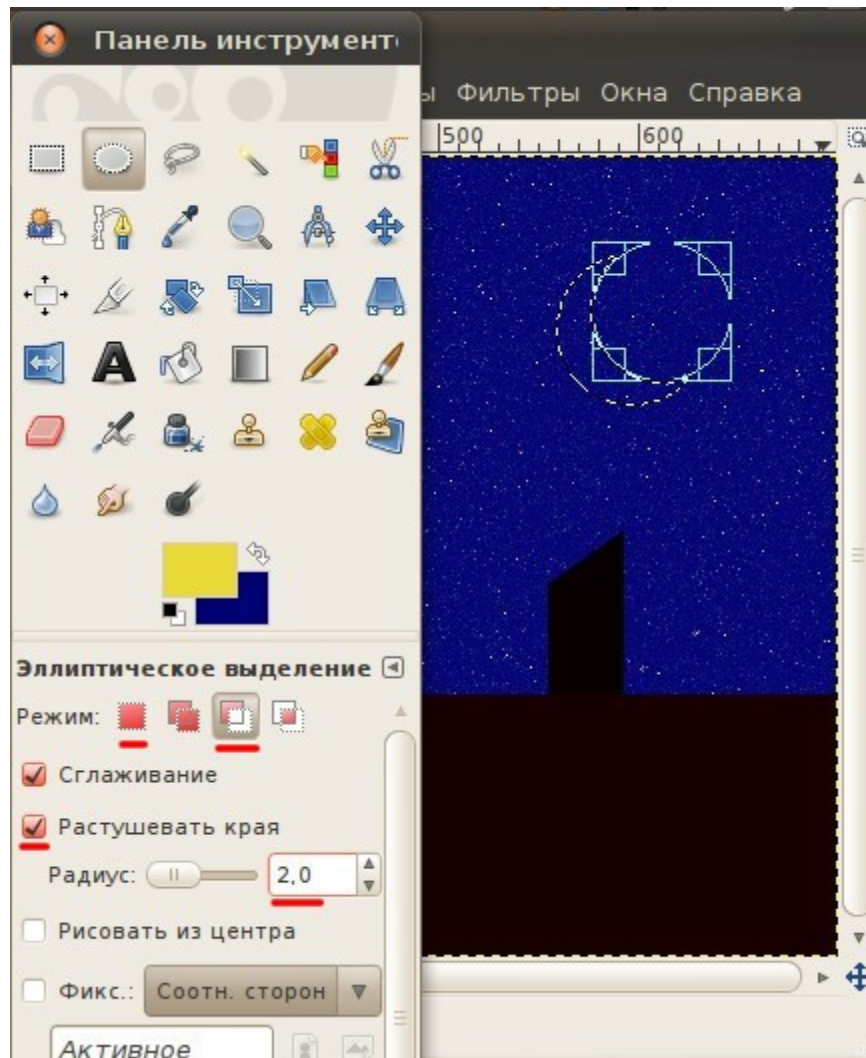 Панель инструменто
ы Фильтры Окна Справка
500 600
Эллиптическое выделение
Режим:
Сглаживание
Растушевать края
Радиус: 2,0
Рисовать из центра
Фикс.: Соотн. сторон
Активное